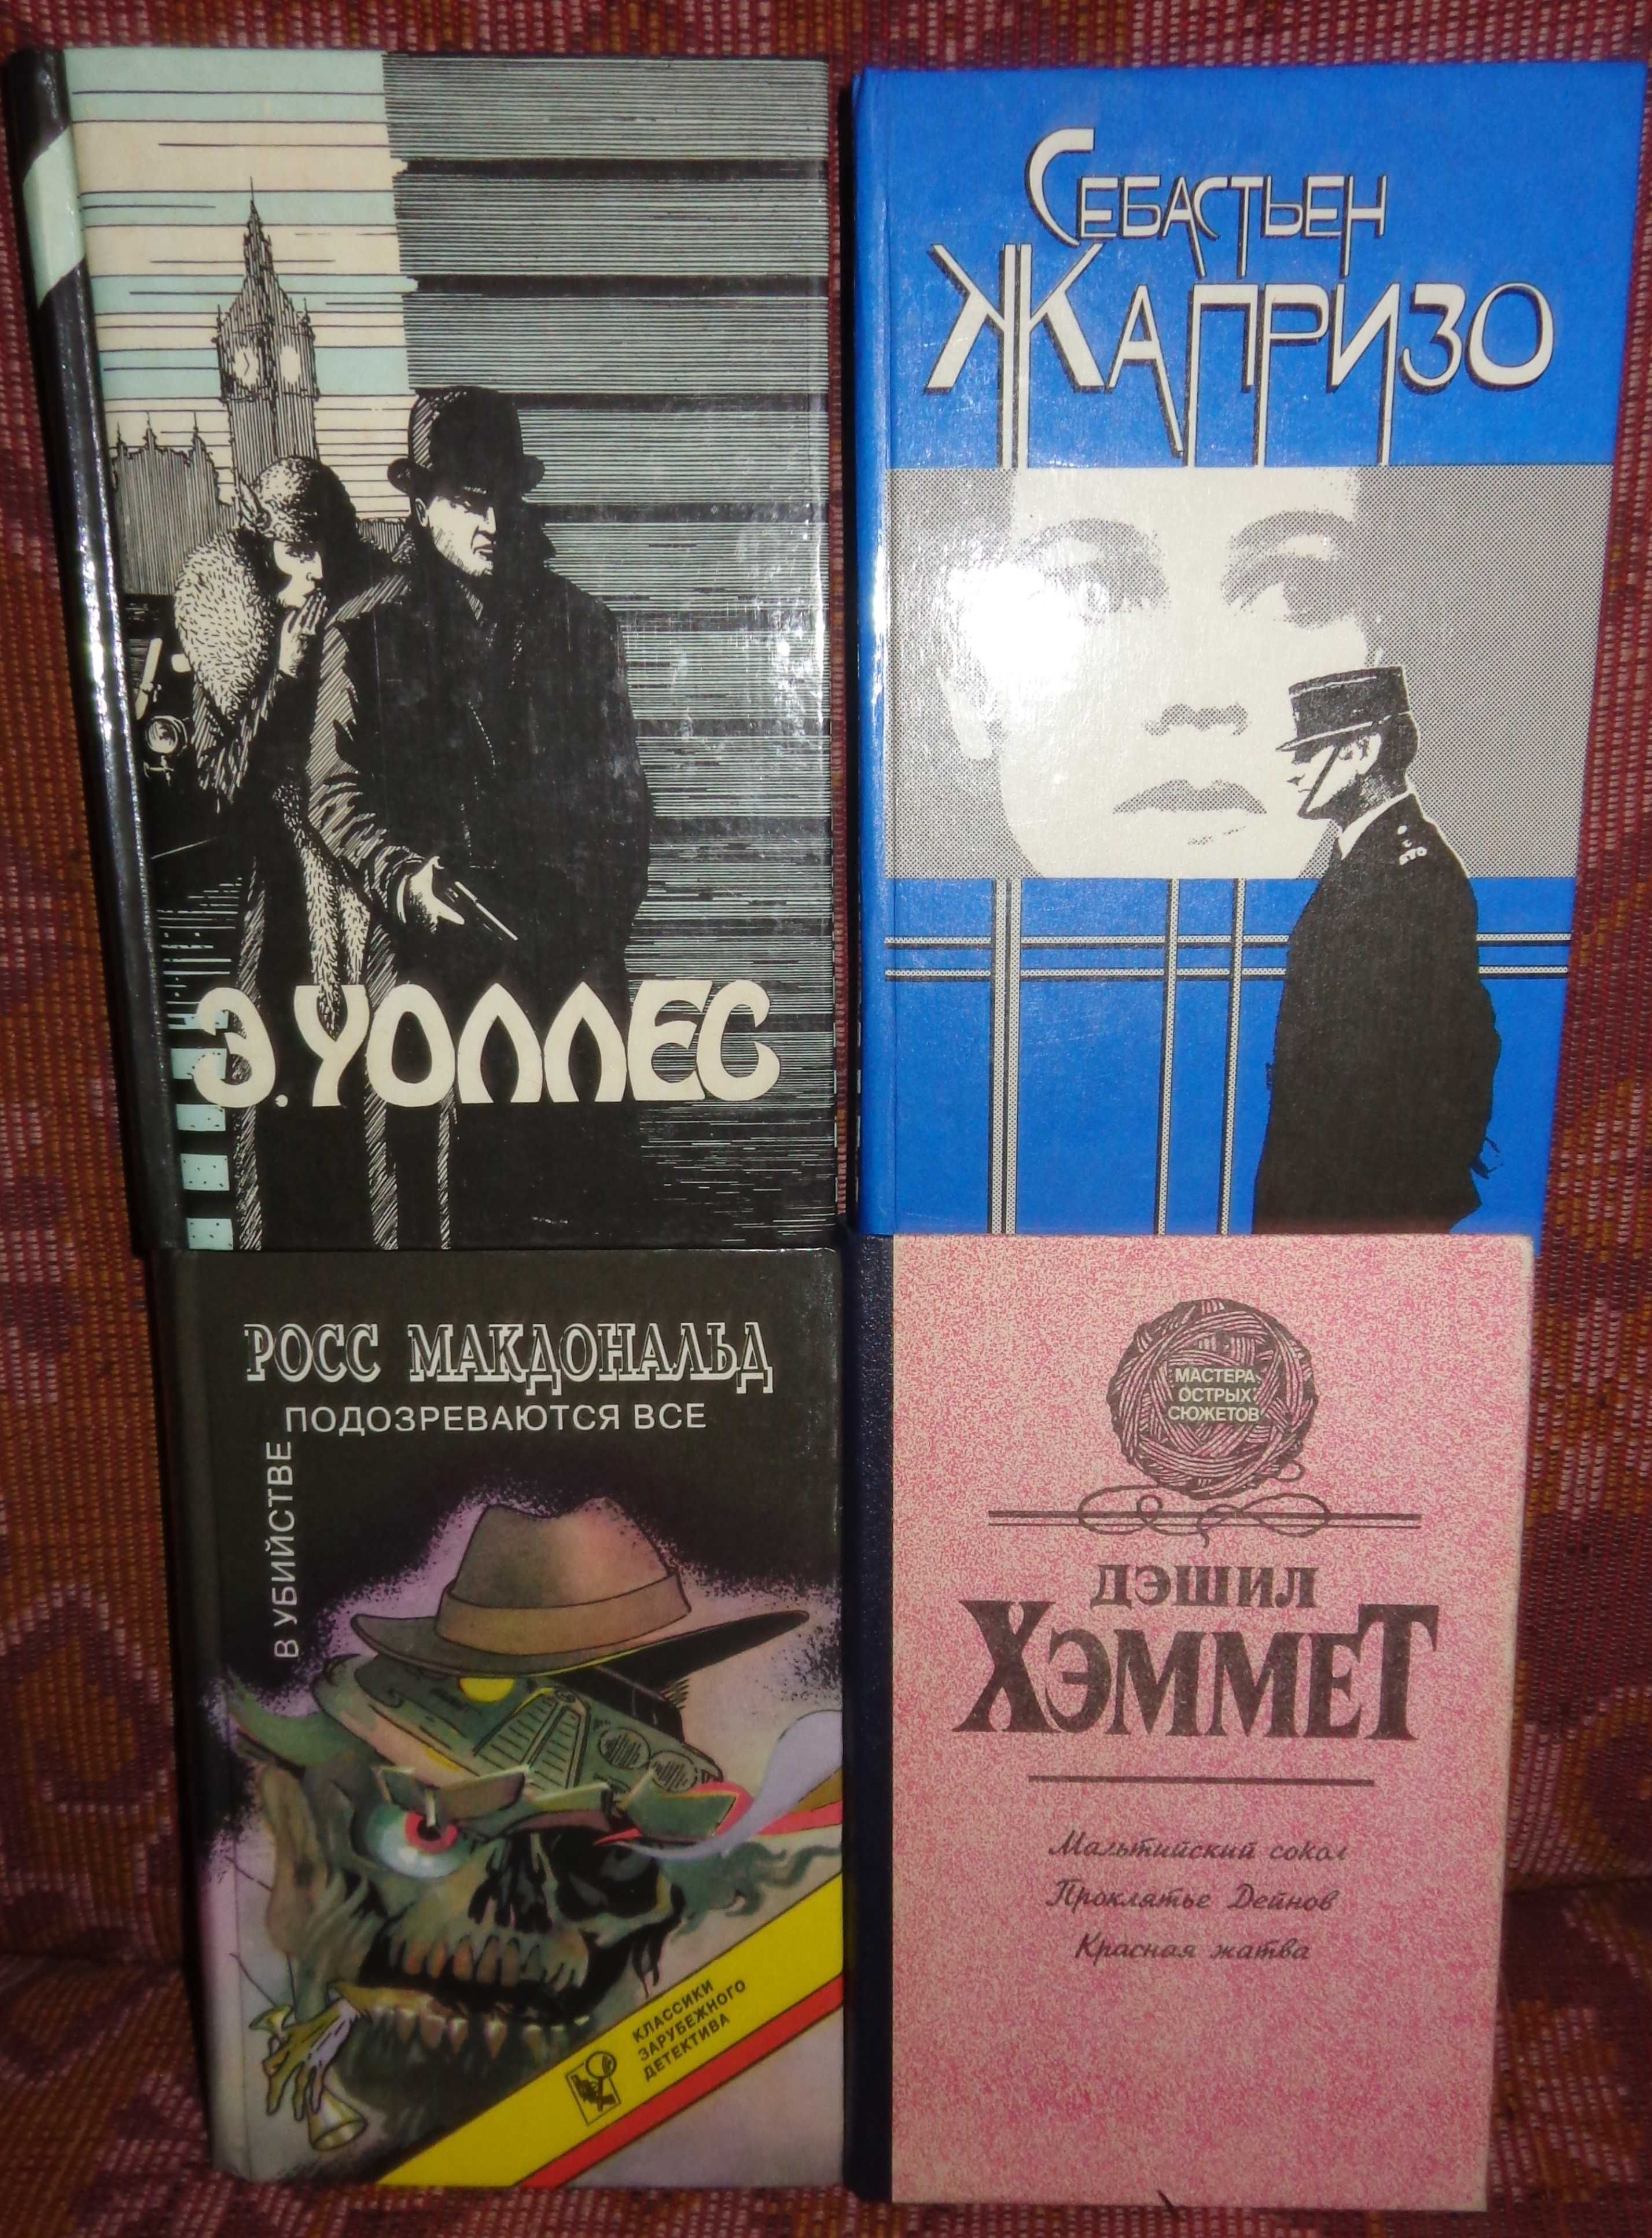 Э. УОЛЛЕС
СЕБАСТЬЕН
ЖАПРИЗО
РОСС МАКДОНАЛЬД
В УБИЙСТВЕ
ПОДОЗРЕВАЮТСЯ ВСЕ
КЛАССИКИ
ЗАРУБЕЖНОГО
ДЕТЕКТИВА
МАСТЕРА
ОСТРЫХ
СЮЖЕТОВ
ДЭШИЛ
ХЭММЕТ
Мальтийский сокол
Проклятье Дейнов
Красная жатва